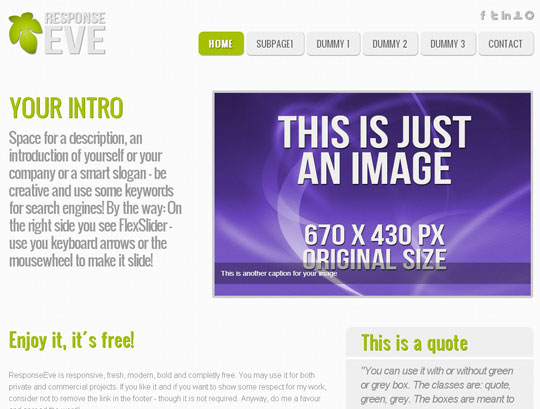 RESPONSE
EVE
HOME SUBPAGE1 DUMMY 1 DUMMY 2 DUMMY 3 CONTACT
YOUR INTRO
Space for a description, an
introduction of yourself or your
company or a smart slogan - be
creative and use some keywords
for search engines! By the way: On
the right side you see FlexSlider -
use you keyboard arrows or the
mousewheel to make it slide!
THIS IS JUST
AN IMAGE
670 X 430 PX
ORIGINAL SIZE
This is another caption for your image
Enjoy it, it´s free!
ResponseEve is responsive, fresh, modern, bold and completly free. You may use it for both
private and commercial projects. If you like it and if you want to show some respect for my work,
consider not to remove the link in the footer - though it is not required. Anyway, do me a favour
and spread the word!
This is a quote
"You can use it with or without green
or grey box. The classes are: quote,
green, grey. The boxes are meant to